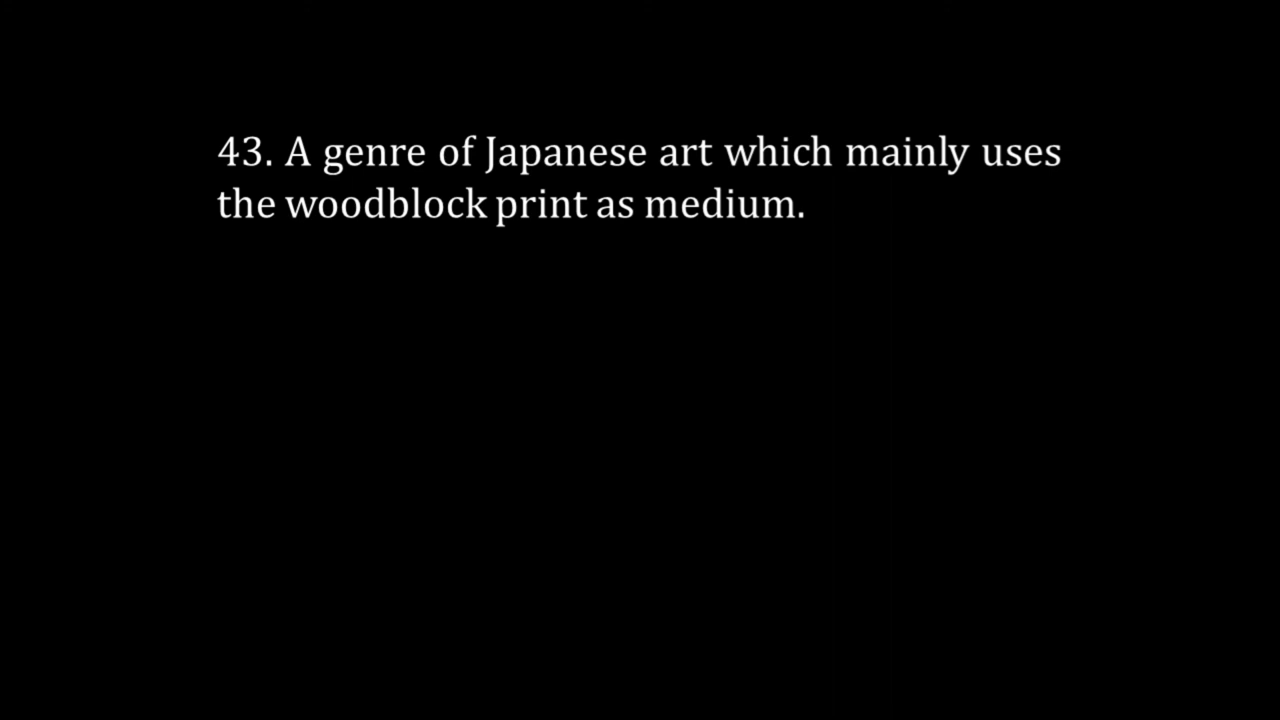 43. A genre of Japanese art which mainly uses
the woodblock print as medium.